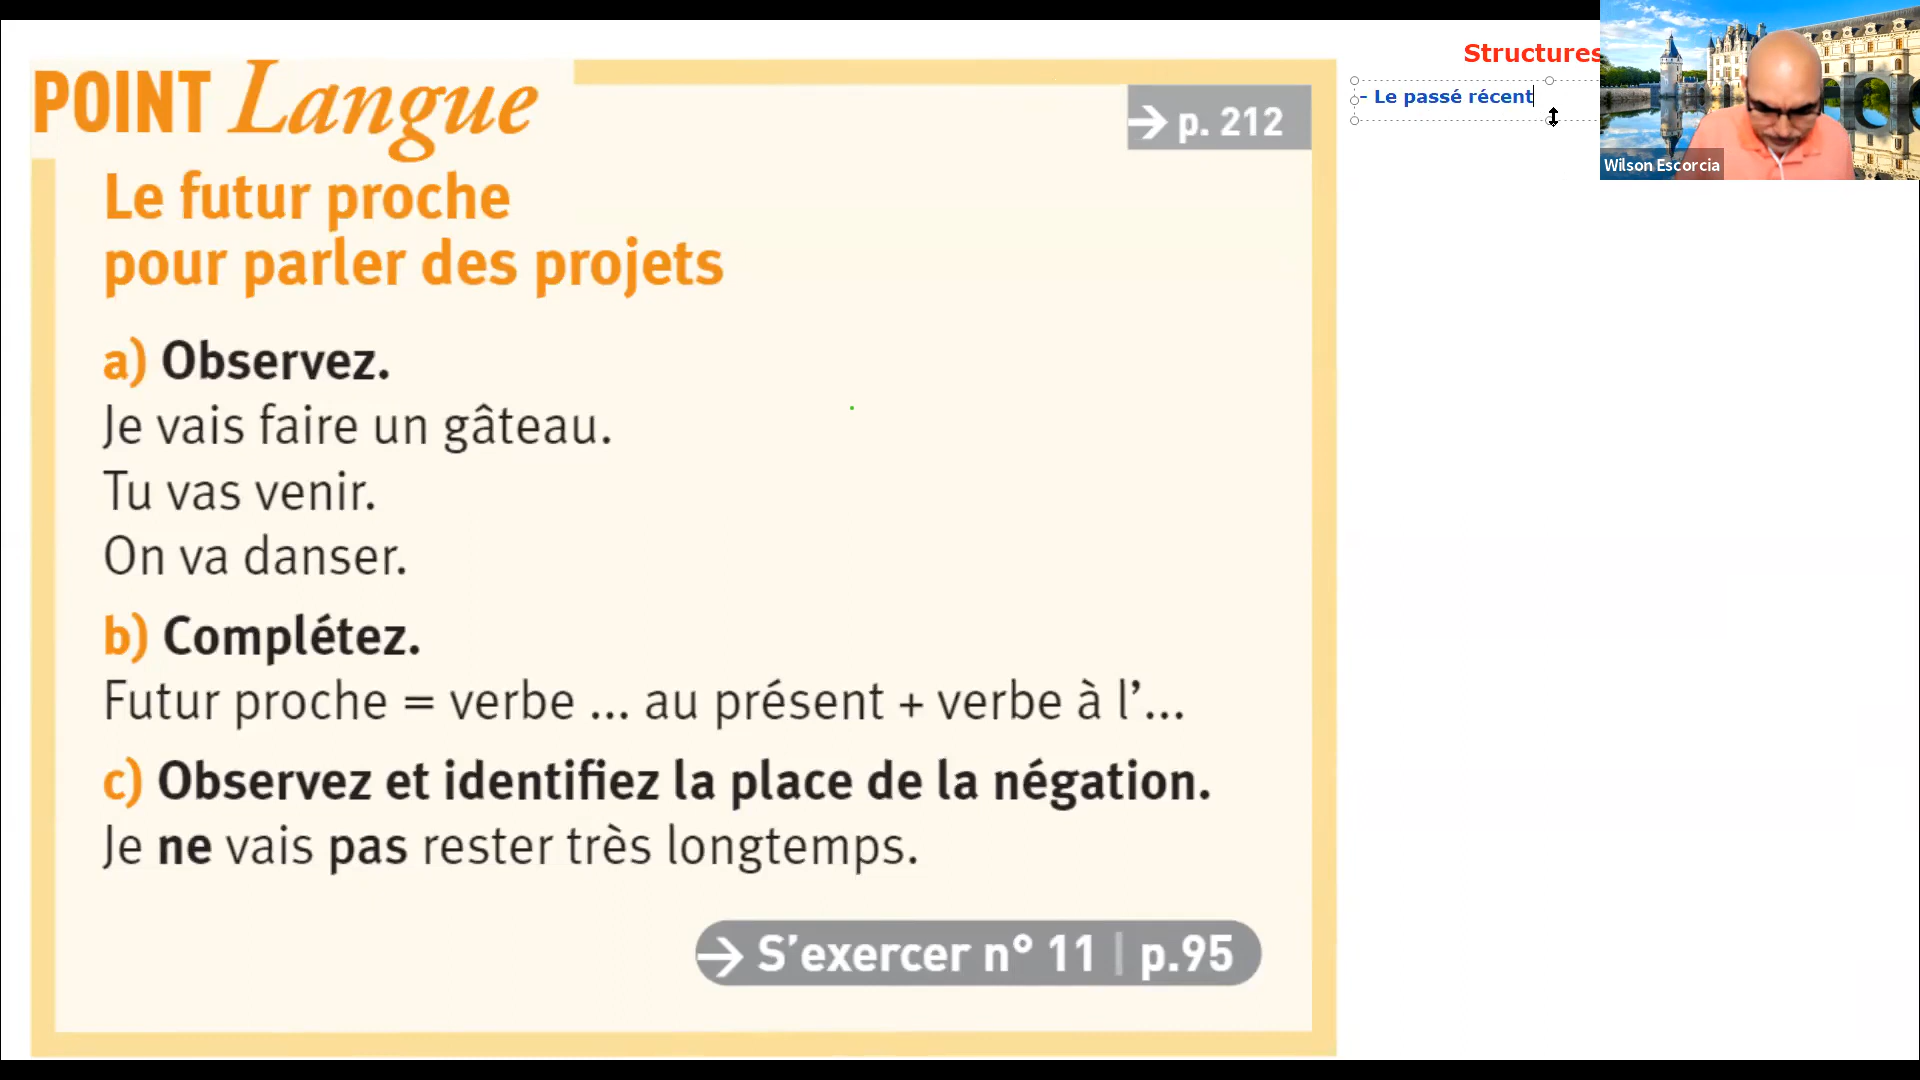 POINT Langue
→ p. 212
Le futur proche
pour parler des projets
a) Observez.
Je vais faire un gâteau.
Tu vas venir.
On va danser.
b) Complétez.
Futur proche = verbe ... au présent + verbe à l’...
c) Observez et identifiez la place de la négation.
Je ne vais pas rester très longtemps.
→ S’exercer n° 11 | p.95
Structures
- Le passé récent
Wilson Escorcia